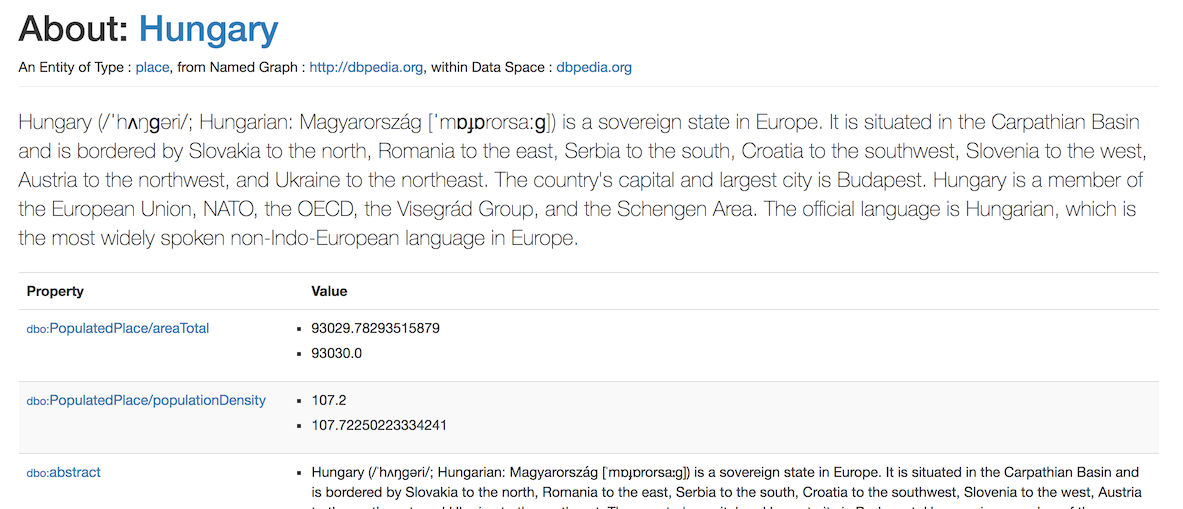 About: Hungary
An Entity of Type : place, from Named Graph : http://dbpedia.org, within Data Space : dbpedia.org
Hungary (/ˈhʌŋɡəri/; Hungarian: Magyarország [ˈmɒɟɒrorsaːɡ]) is a sovereign state in Europe. It is situated in the Carpathian Basin
and is bordered by Slovakia to the north, Romania to the east, Serbia to the south, Croatia to the southwest, Slovenia to the west,
Austria to the northwest, and Ukraine to the northeast. The country's capital and largest city is Budapest. Hungary is a member of
the European Union, NATO, the OECD, the Visegrád Group, and the Schengen Area. The official language is Hungarian, which is
the most widely spoken non-Indo-European language in Europe.
Property Value
dbo:PopulatedPlace/areaTotal ▪ 93029.78293515879
▪ 93030.0
dbo:PopulatedPlace/populationDensity ▪ 107.2
▪ 107.72250223334241
dbo:abstract ▪ Hungary (/ˈhʌŋɡəri/; Hungarian: Magyarország [ˈmɒɟɒrorsaːɡ]) is a sovereign state in Europe. It is situated in the Carpathian Basin and
is bordered by Slovakia to the north, Romania to the east, Serbia to the south, Croatia to the southwest, Slovenia to the west, Austria